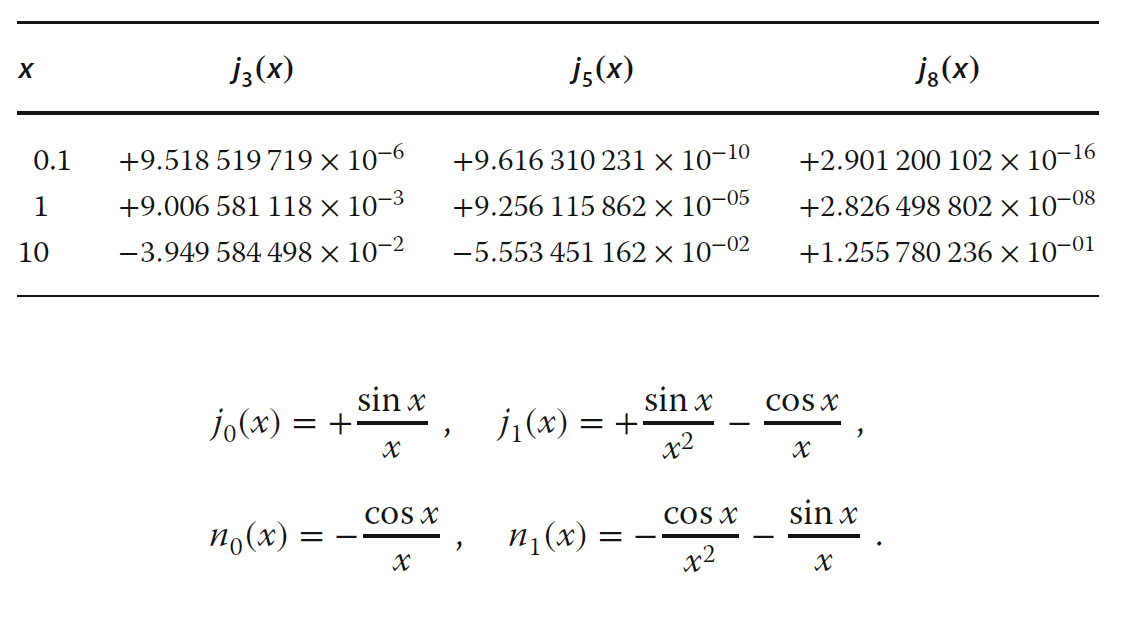 x j₃(x) j₅(x) j₈(x)
0.1 +9.518 519 719 × 10⁻⁶ +9.616 310 231 × 10⁻¹⁰ +2.901 200 102 × 10⁻¹⁶
1 +9.006 581 118 × 10⁻³ +9.256 115 862 × 10⁻⁰⁵ +2.826 498 802 × 10⁻⁰⁸
10 −3.949 584 498 × 10⁻² −5.553 451 162 × 10⁻⁰² +1.255 780 236 × 10⁻⁰¹
j₀(x) = + sin x / x , j₁(x) = + sin x / x² − cos x / x ,
n₀(x) = − cos x / x , n₁(x) = − cos x / x² − sin x / x .